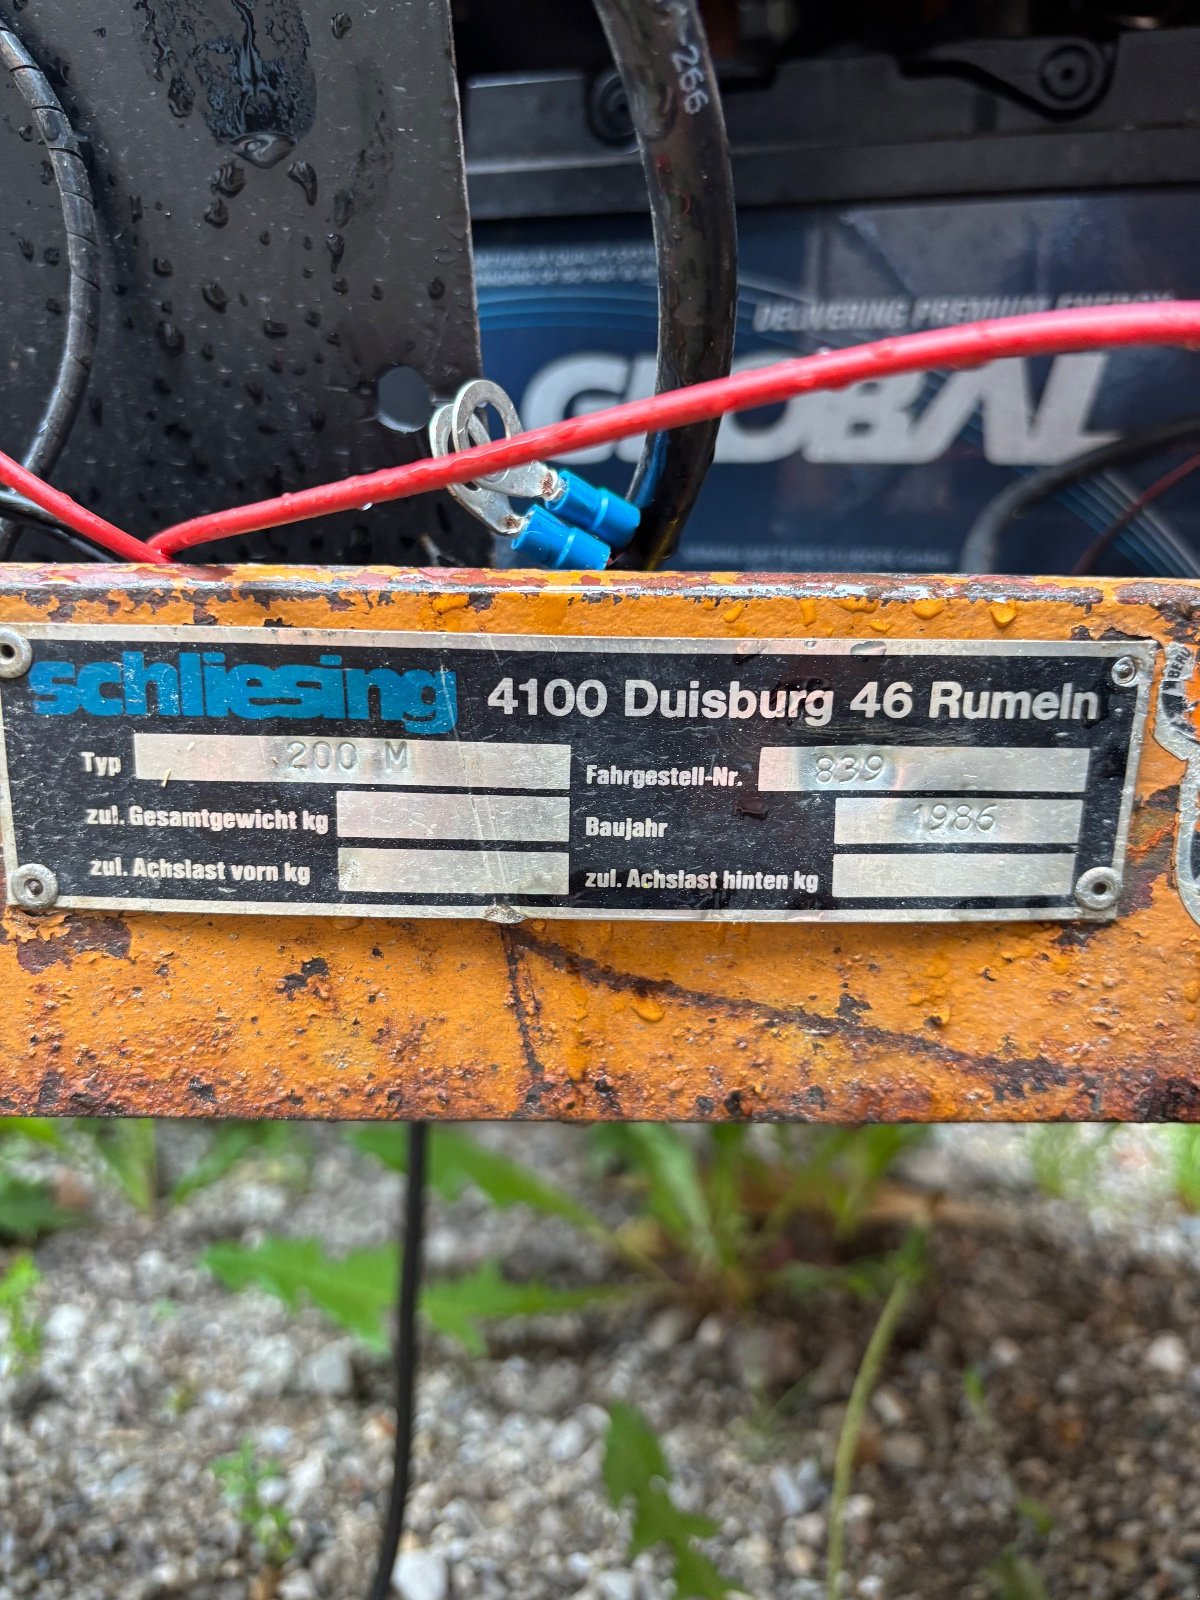 -266
DELIVERING PREMIUM ENERGY
GLOBAL
schliesing 4100 Duisburg 46 Rumeln
Typ 200 M Fahrgestell-Nr. 839
zul. Gesamtgewicht kg Baujahr 1986
zul. Achslast vorn kg zul. Achslast hinten kg